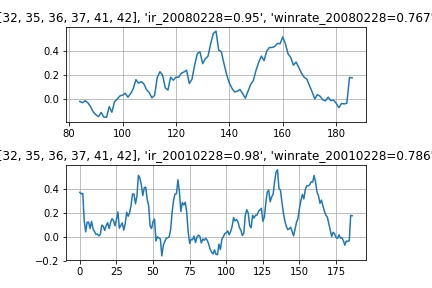 [32, 35, 36, 37, 41, 42], 'ir_20080228=0.95', 'winrate_20080228=0.767'
0.4
0.2
0.0
80 100 120 140 160 180
[32, 35, 36, 37, 41, 42], 'ir_20010228=0.98', 'winrate_20010228=0.786'
0.4
0.2
0.0
−0.2
0 25 50 75 100 125 150 175